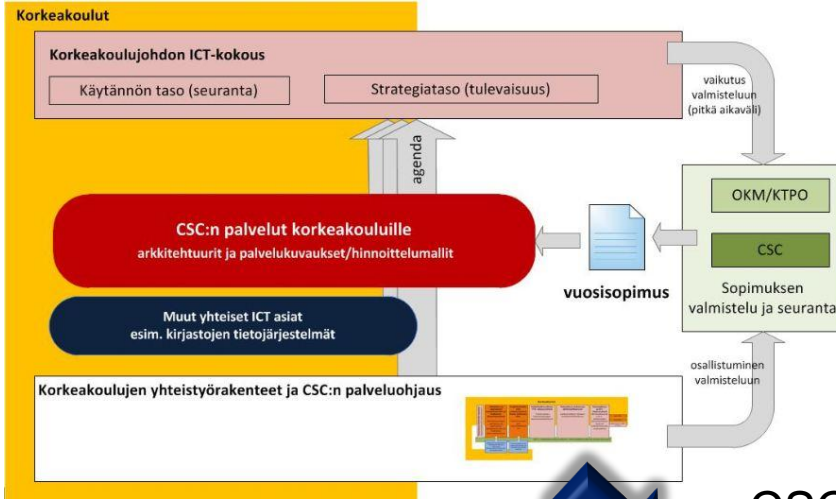 Korkeakoulut
Korkeakoulujohdon ICT-kokous
Käytännön taso (seuranta)
Strategiataso (tulevaisuus)
vaikutus
valmisteluun
(pitkä aikaväli)
agenda
CSC:n palvelut korkeakouluille
arkkitehtuurit ja palvelukuvaukset/hinnoittelumallit
vuosisopimus
OKM/KTPO
CSC
Sopimuksen
valmistelu ja seuranta
Muut yhteiset ICT asiat
esim. kirjastojen tietojärjestelmät
osallistuminen
valmisteluun
Korkeakoulujen yhteistyörakenteet ja CSC:n palveluohjaus